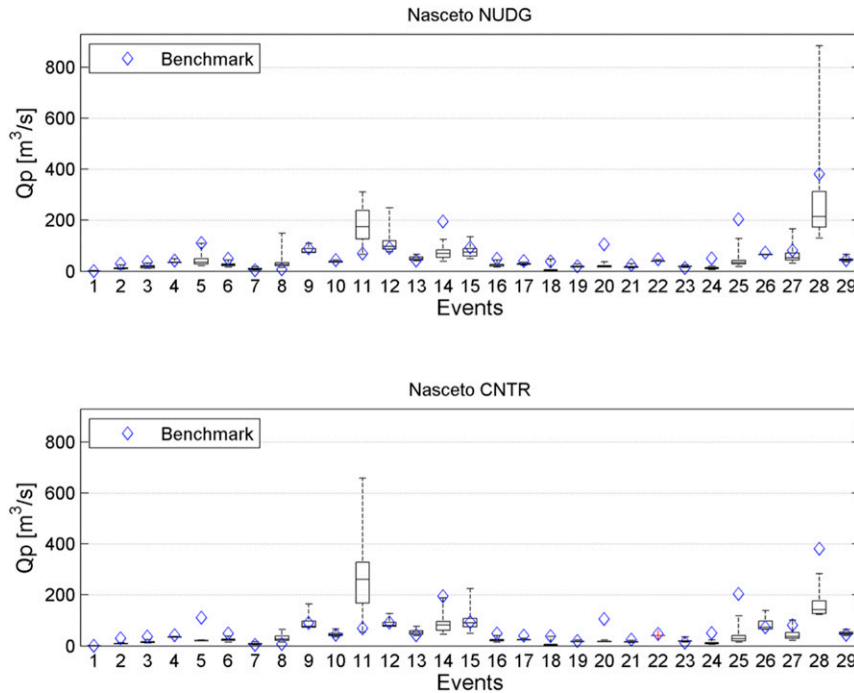 Nasceto NUDG
Benchmark
800
600
400
200
0
Qp [m³/s]
1 2 3 4 5 6 7 8 9 10 11 12 13 14 15 16 17 18 19 20 21 22 23 24 25 26 27 28 29
Events
Nasceto CNTR
Benchmark
800
600
400
200
0
Qp [m³/s]
1 2 3 4 5 6 7 8 9 10 11 12 13 14 15 16 17 18 19 20 21 22 23 24 25 26 27 28 29
Events